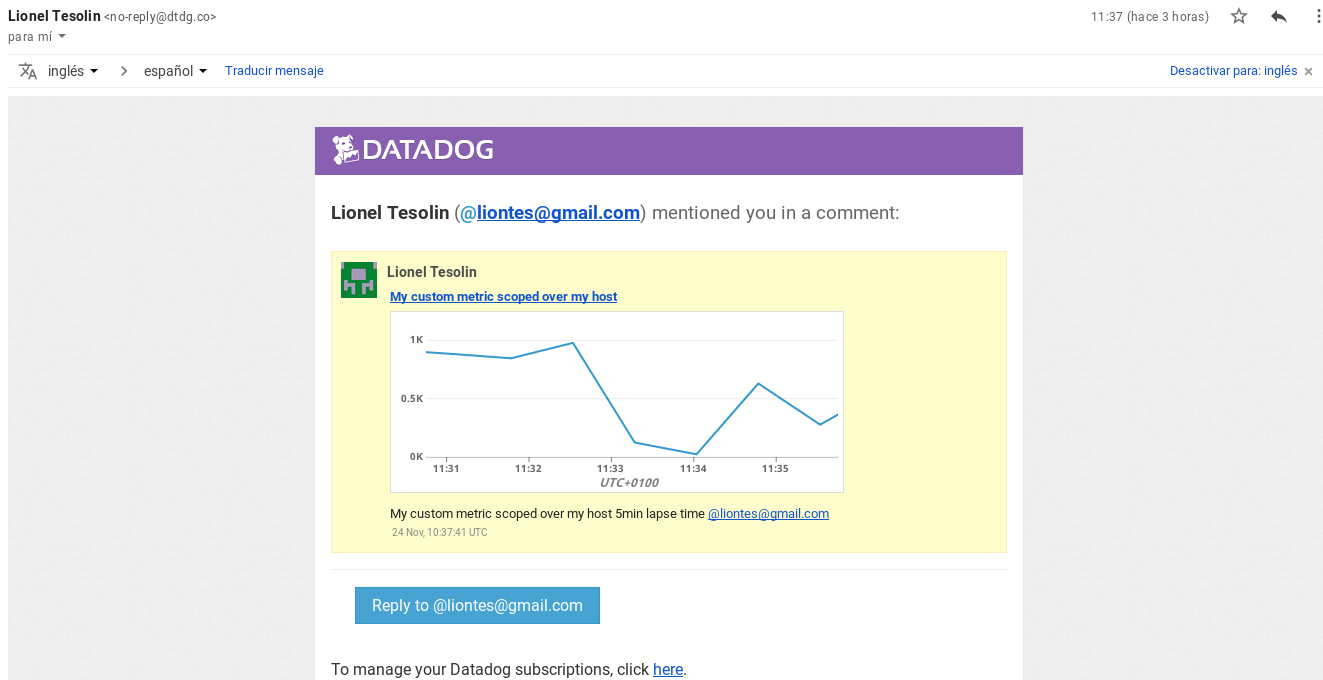 Lionel Tesolin <no-reply@dtdg.co> 11:37 (hace 3 horas)
para mí
inglés español Traducir mensaje Desactivar para: inglés
DATADOG
Lionel Tesolin (@liontes@gmail.com) mentioned you in a comment:
Lionel Tesolin
My custom metric scoped over my host
1K
0.5K
0K
11:31 11:32 11:33 11:34 11:35
UTC+0100
My custom metric scoped over my host 5min lapse time @liontes@gmail.com
24 Nov, 10:37:41 UTC
Reply to @liontes@gmail.com
To manage your Datadog subscriptions, click here.